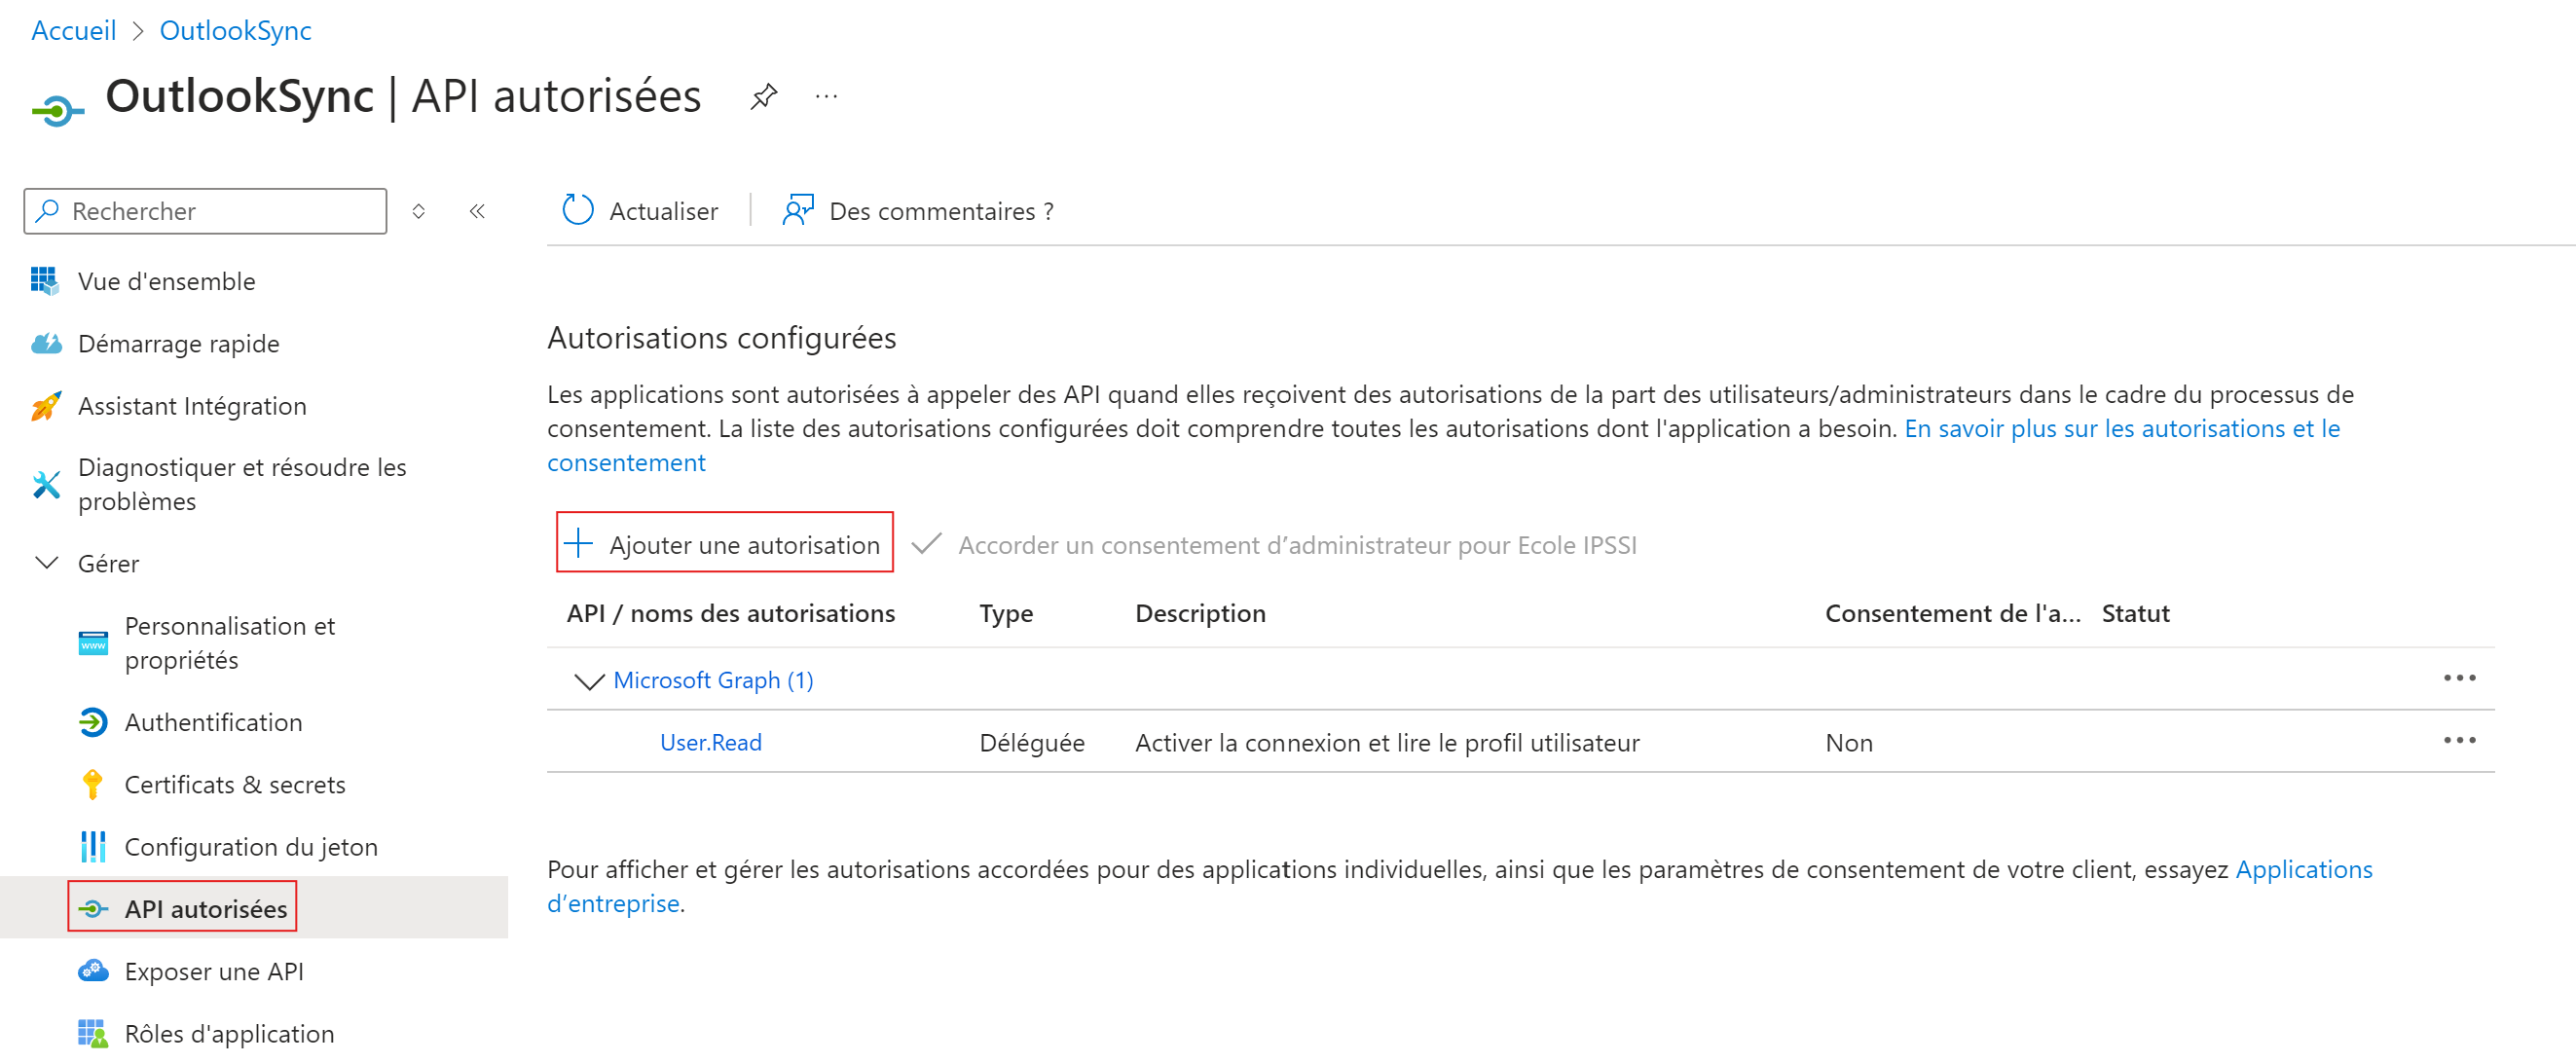 Accueil > OutlookSync
OutlookSync | API autorisées
Rechercher
Actualiser
Des commentaires ?
Vue d'ensemble
Démarrage rapide
Assistant Intégration
Diagnostiquer et résoudre les
problèmes
Gérer
Personnalisation et
propriétés
Authentification
Certificats & secrets
Configuration du jeton
API autorisées
Exposer une API
Rôles d'application
Autorisations configurées
Les applications sont autorisées à appeler des API quand elles reçoivent des autorisations de la part des utilisateurs/administrateurs dans le cadre du processus de
consentement. La liste des autorisations configurées doit comprendre toutes les autorisations dont l'application a besoin. En savoir plus sur les autorisations et le
consentement
Ajouter une autorisation
Accorder un consentement d’administrateur pour Ecole IPSSI
API / noms des autorisations Type Description Consentement de l'a... Statut
Microsoft Graph (1)
User.Read Déléguée Activer la connexion et lire le profil utilisateur Non
Pour afficher et gérer les autorisations accordées pour des applications individuelles, ainsi que les paramètres de consentement de votre client, essayez Applications
d’entreprise.